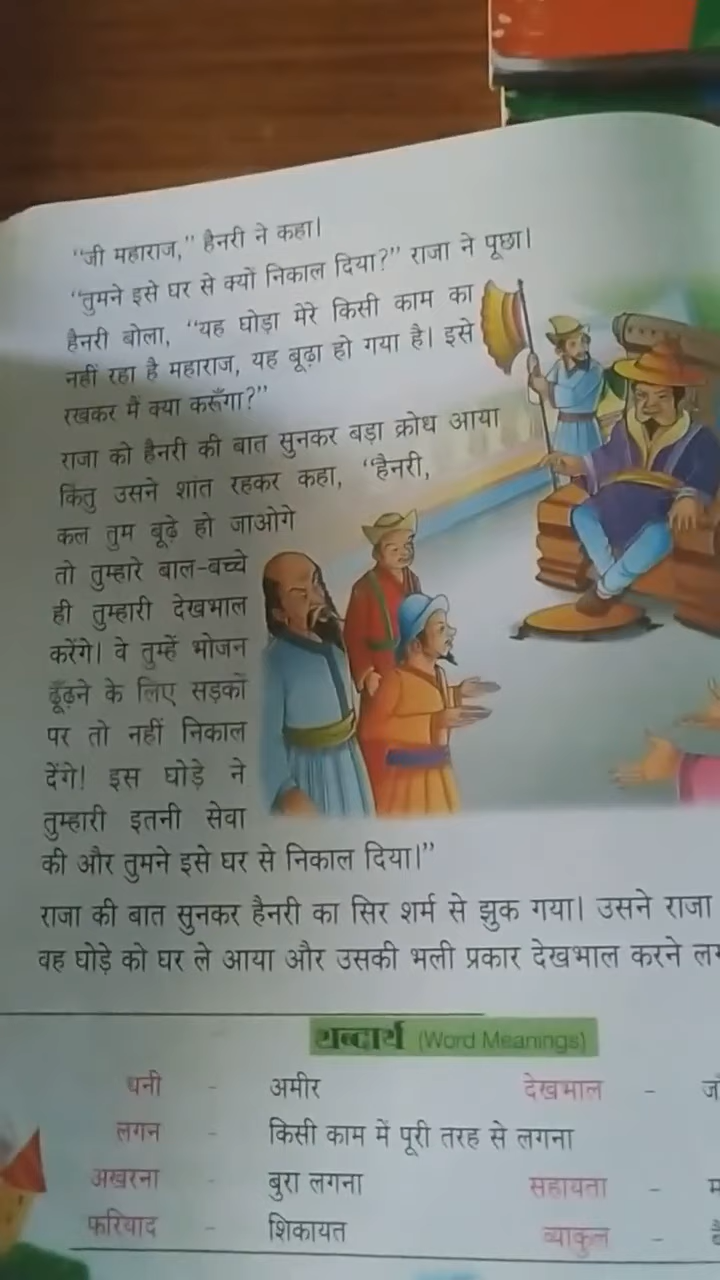 "जी महाराज," हैनरी ने कहा।
"तुमने इसे घर से क्यों निकाल दिया?" राजा ने पूछा।
हैनरी बोला, "यह घोड़ा मेरे किसी काम का
नहीं रहा है महाराज, यह बूढ़ा हो गया है। इसे
रखकर मैं क्या करूँगा?"
राजा को हैनरी की बात सुनकर बड़ा क्रोध आया
किंतु उसने शांत रहकर कहा, "हैनरी,
कल तुम बूढ़े हो जाओगे
तो तुम्हारे बाल-बच्चे
ही तुम्हारी देखभाल
करेंगे। वे तुम्हें भोजन
ढूँढ़ने के लिए सड़कों
पर तो नहीं निकाल
देंगे! इस घोड़े ने
तुम्हारी इतनी सेवा
की और तुमने इसे घर से निकाल दिया।"
राजा की बात सुनकर हैनरी का सिर शर्म से झुक गया। उसने राजा
वह घोड़े को घर ले आया और उसकी भली प्रकार देखभाल करने
शब्दार्थ (Word Meanings)
धनी - अमीर देखभाल -
लगन - किसी काम में पूरी तरह से लगना
अखरना - बुरा लगना सहायता -
फरियाद - शिकायत व्याकुल -